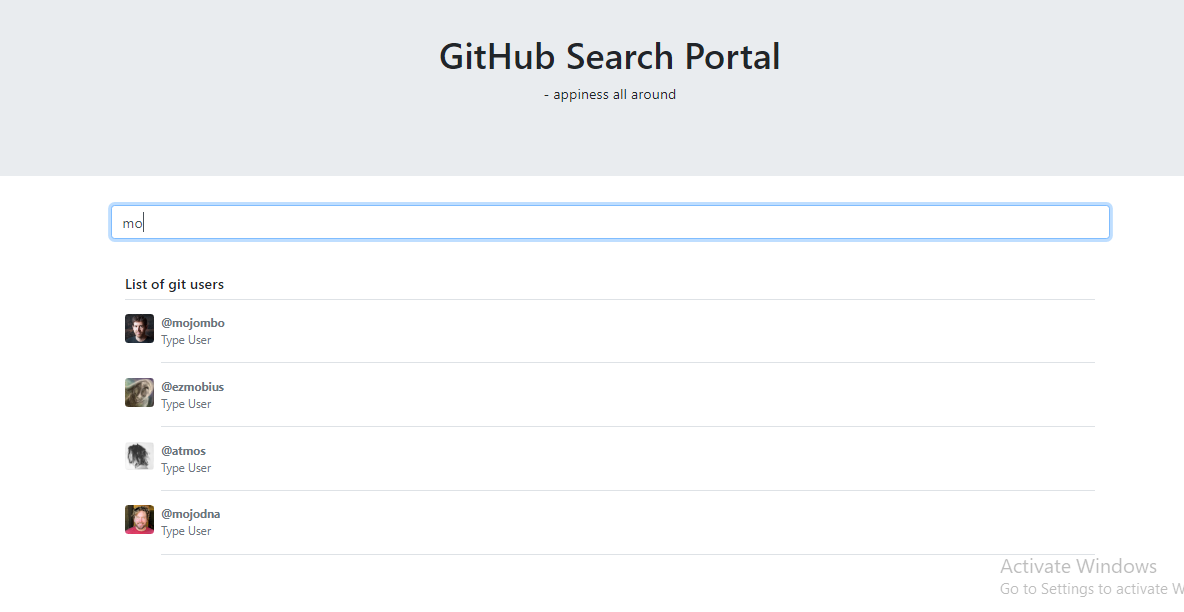 GitHub Search Portal
- appiness all around
mo
List of git users
@mojombo
Type User
@ezmobius
Type User
@atmos
Type User
@mojodna
Type User
Activate Windows
Go to Settings to activate W